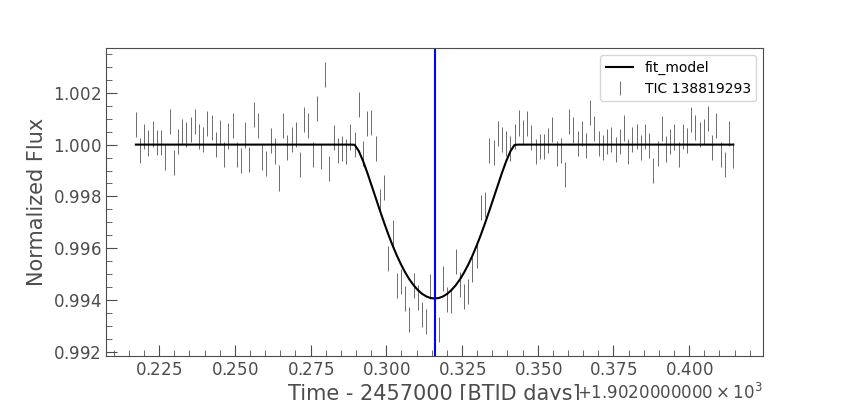 fit_model
TIC 138819293
Normalized Flux
1.002
1.000
0.998
0.996
0.994
0.992
0.225 0.250 0.275 0.300 0.325 0.350 0.375 0.400
Time - 2457000 [BTJD days]
+1.9020000000 × 10³